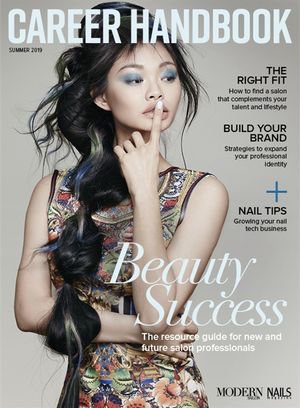 CAREER HANDBOOK
SUMMER 2019
THE
RIGHT FIT
How to find a salon
that complements your
talent and lifestyle
BUILD YOUR
BRAND
Strategies to expand
your professional
identity
+
NAIL TIPS
Growing your nail
tech business
Beauty
Success
The resource guide for new and
future salon professionals
MODERN NAILS
SALON magazine